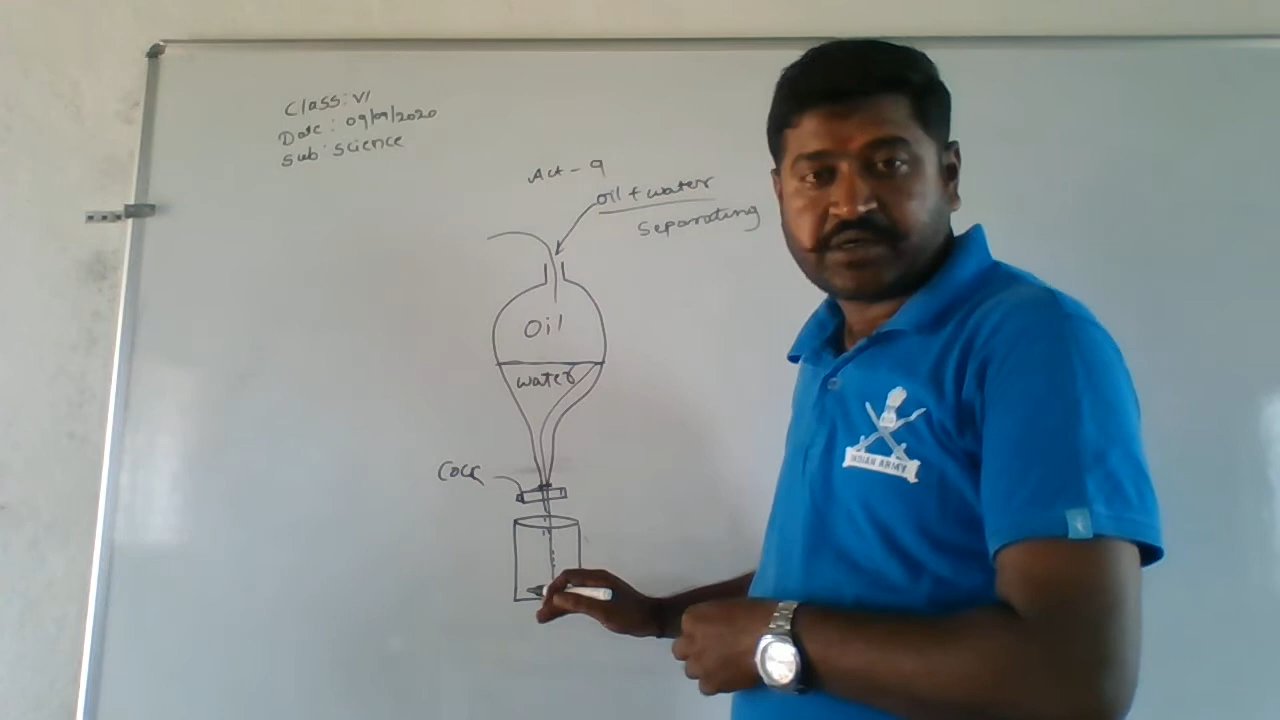 Class: VI
Date: 09/09/2020
Sub: Science
Act - 9
oil + water
Separating
Oil
water
Cock
INDIAN ARMY